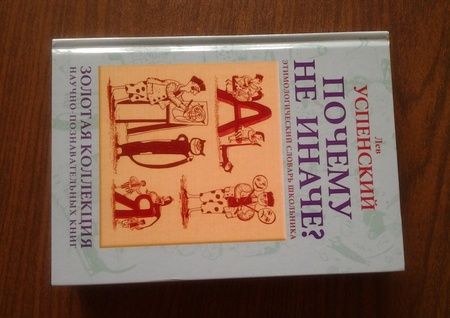 Лев
УСПЕНСКИЙ
ПОЧЕМУ
НЕ ИНАЧЕ?
ЭТИМОЛОГИЧЕСКИЙ СЛОВАРЬ ШКОЛЬНИКА
ЗОЛОТАЯ КОЛЛЕКЦИЯ
НАУЧНО-ПОЗНАВАТЕЛЬНЫХ КНИГ